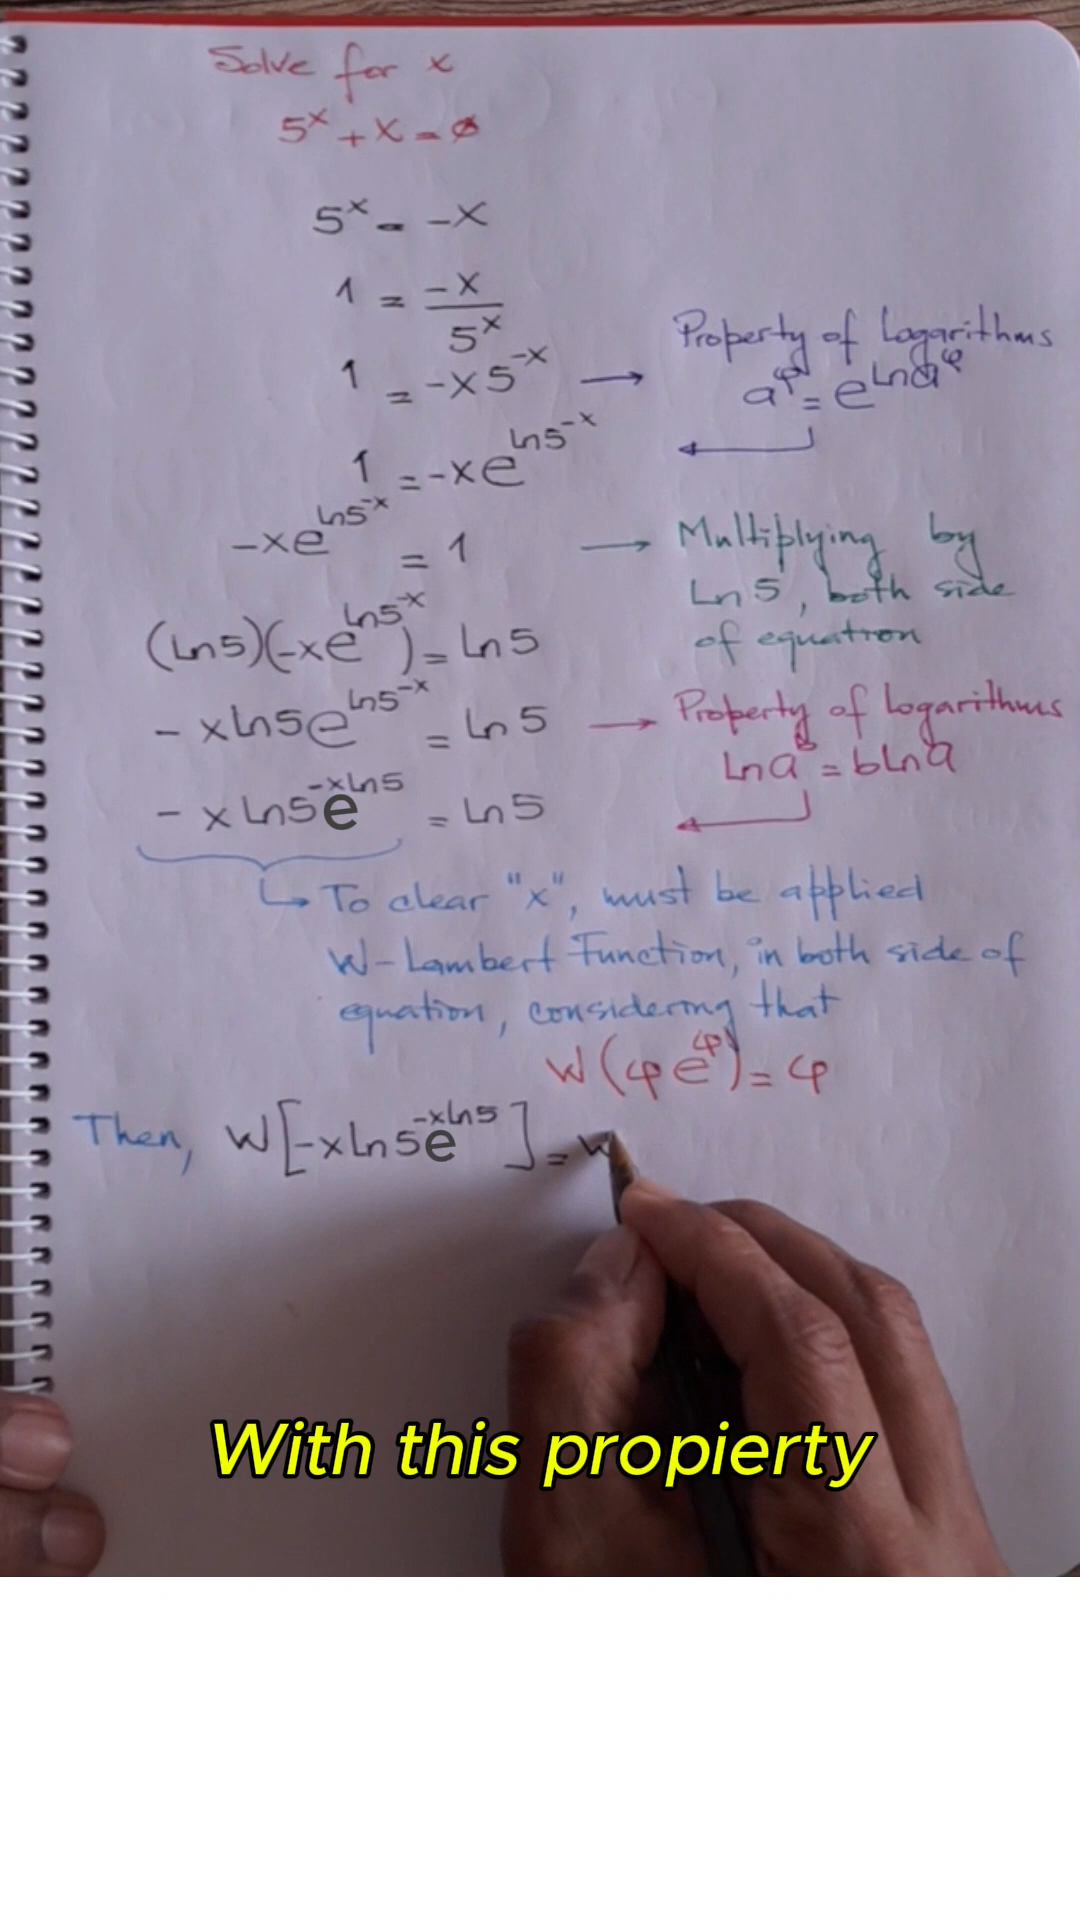 Solve for x
5^x + x = 0
5^x = -x
1 = -x / 5^x
1 = -x5^-x → Property of Logarithms
a^φ = e^Lna^φ
1 = -xe^ln5^-x
-xe^ln5^-x = 1 → Multiplying by
Ln5, both side
of equation
(Ln5)(-xe^ln5^-x) = Ln5
-xln5e^ln5^-x = Ln5 → Property of Logarithms
Lna^b = blna
-xLn5e^-xLn5 = Ln5
↳ To clear "x", must be applied
W-Lambert Function, in both side of
equation, considering that
W(φe^φ) = φ
Then, W[-xLn5e^-xLn5] = W
With this propierty